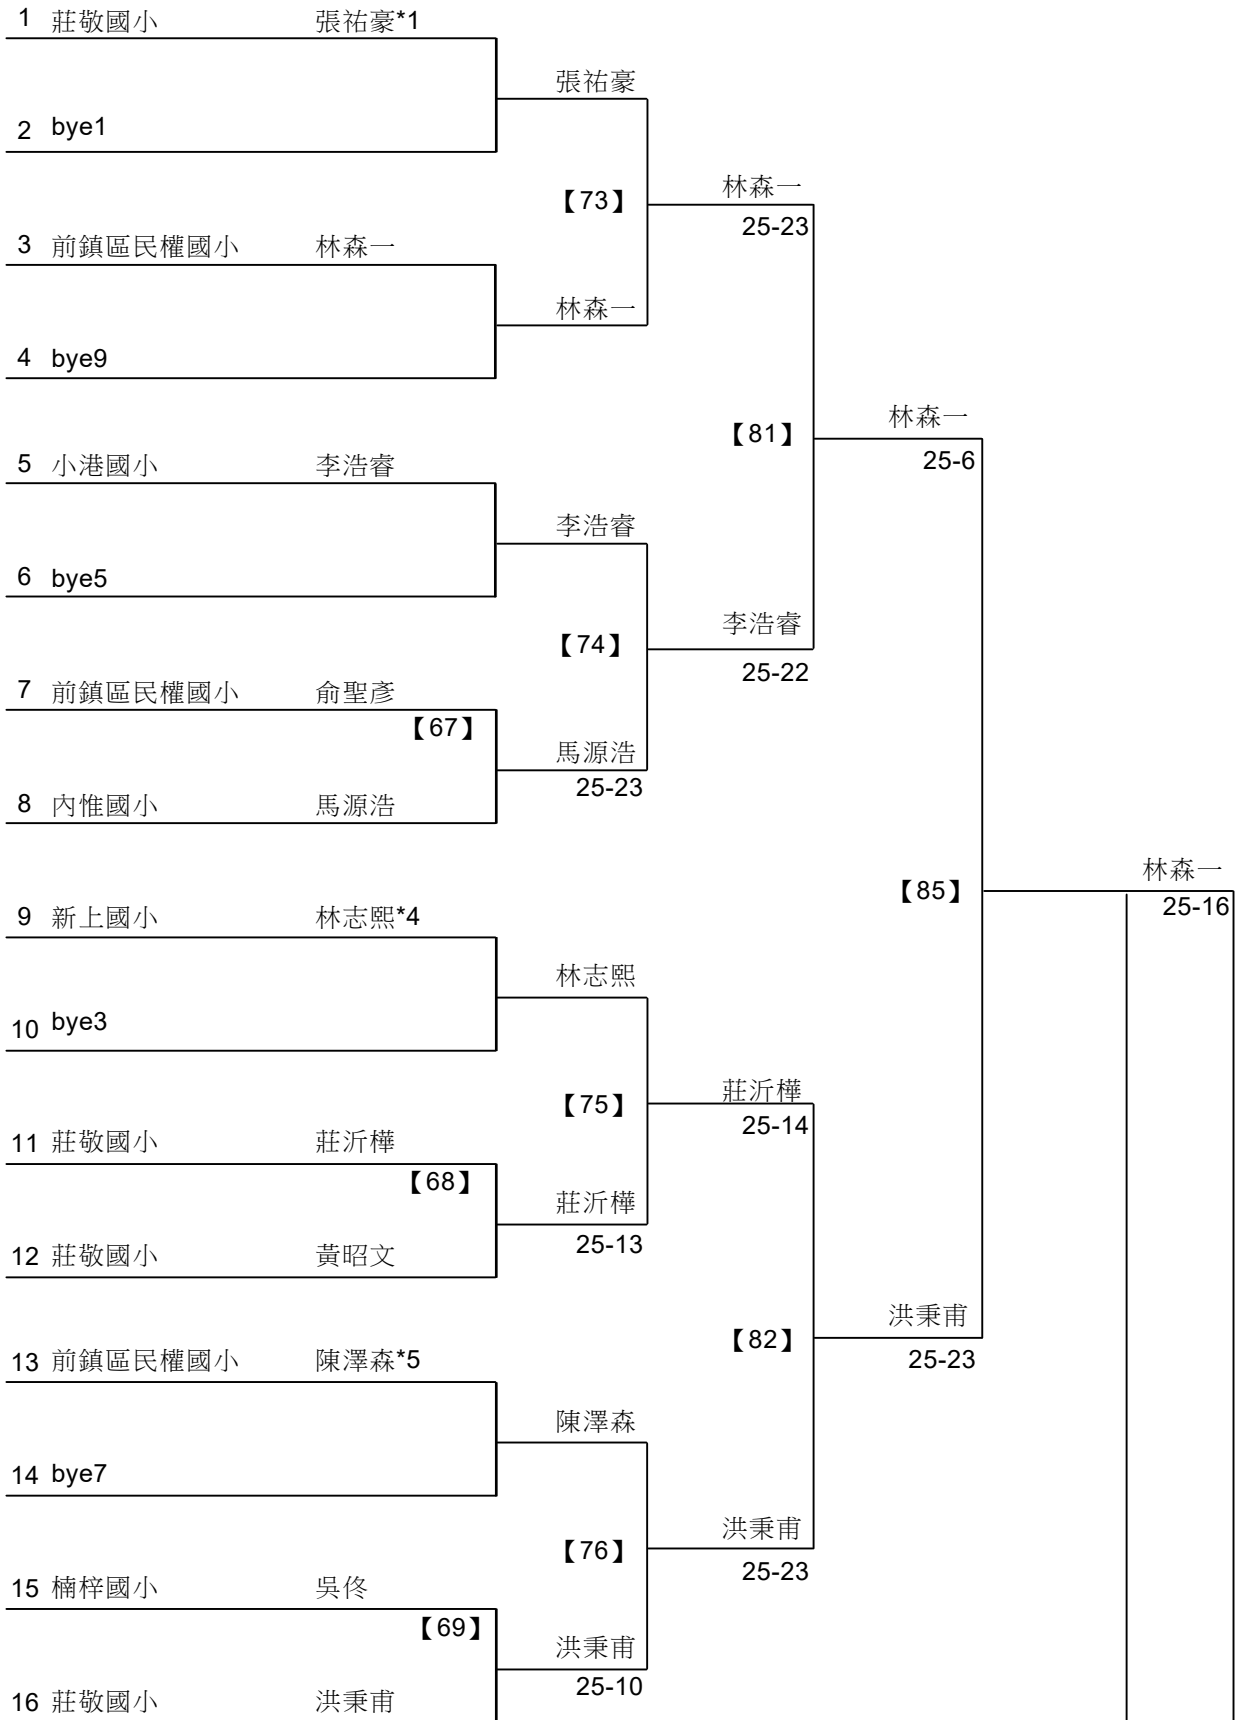 1 莊敬國小 張祐豪*1
張祐豪
2 bye1
【73】
林森一
25-23
3 前鎮區民權國小 林森一
林森一
4 bye9
林森一
【81】
25-6
5 小港國小 李浩睿
李浩睿
6 bye5
李浩睿
【74】
25-22
7 前鎮區民權國小 俞聖彥
【67】
馬源浩
25-23
8 內惟國小 馬源浩
林森一
【85】
25-16
9 新上國小 林志熙*4
林志熙
10 bye3
莊沂樺
【75】
25-14
11 莊敬國小 莊沂樺
【68】
莊沂樺
25-13
12 莊敬國小 黃昭文
洪秉甫
【82】
25-23
13 前鎮區民權國小 陳澤森*5
陳澤森
14 bye7
洪秉甫
【76】
25-23
15 楠梓國小 吳佟
【69】
洪秉甫
25-10
16 莊敬國小 洪秉甫